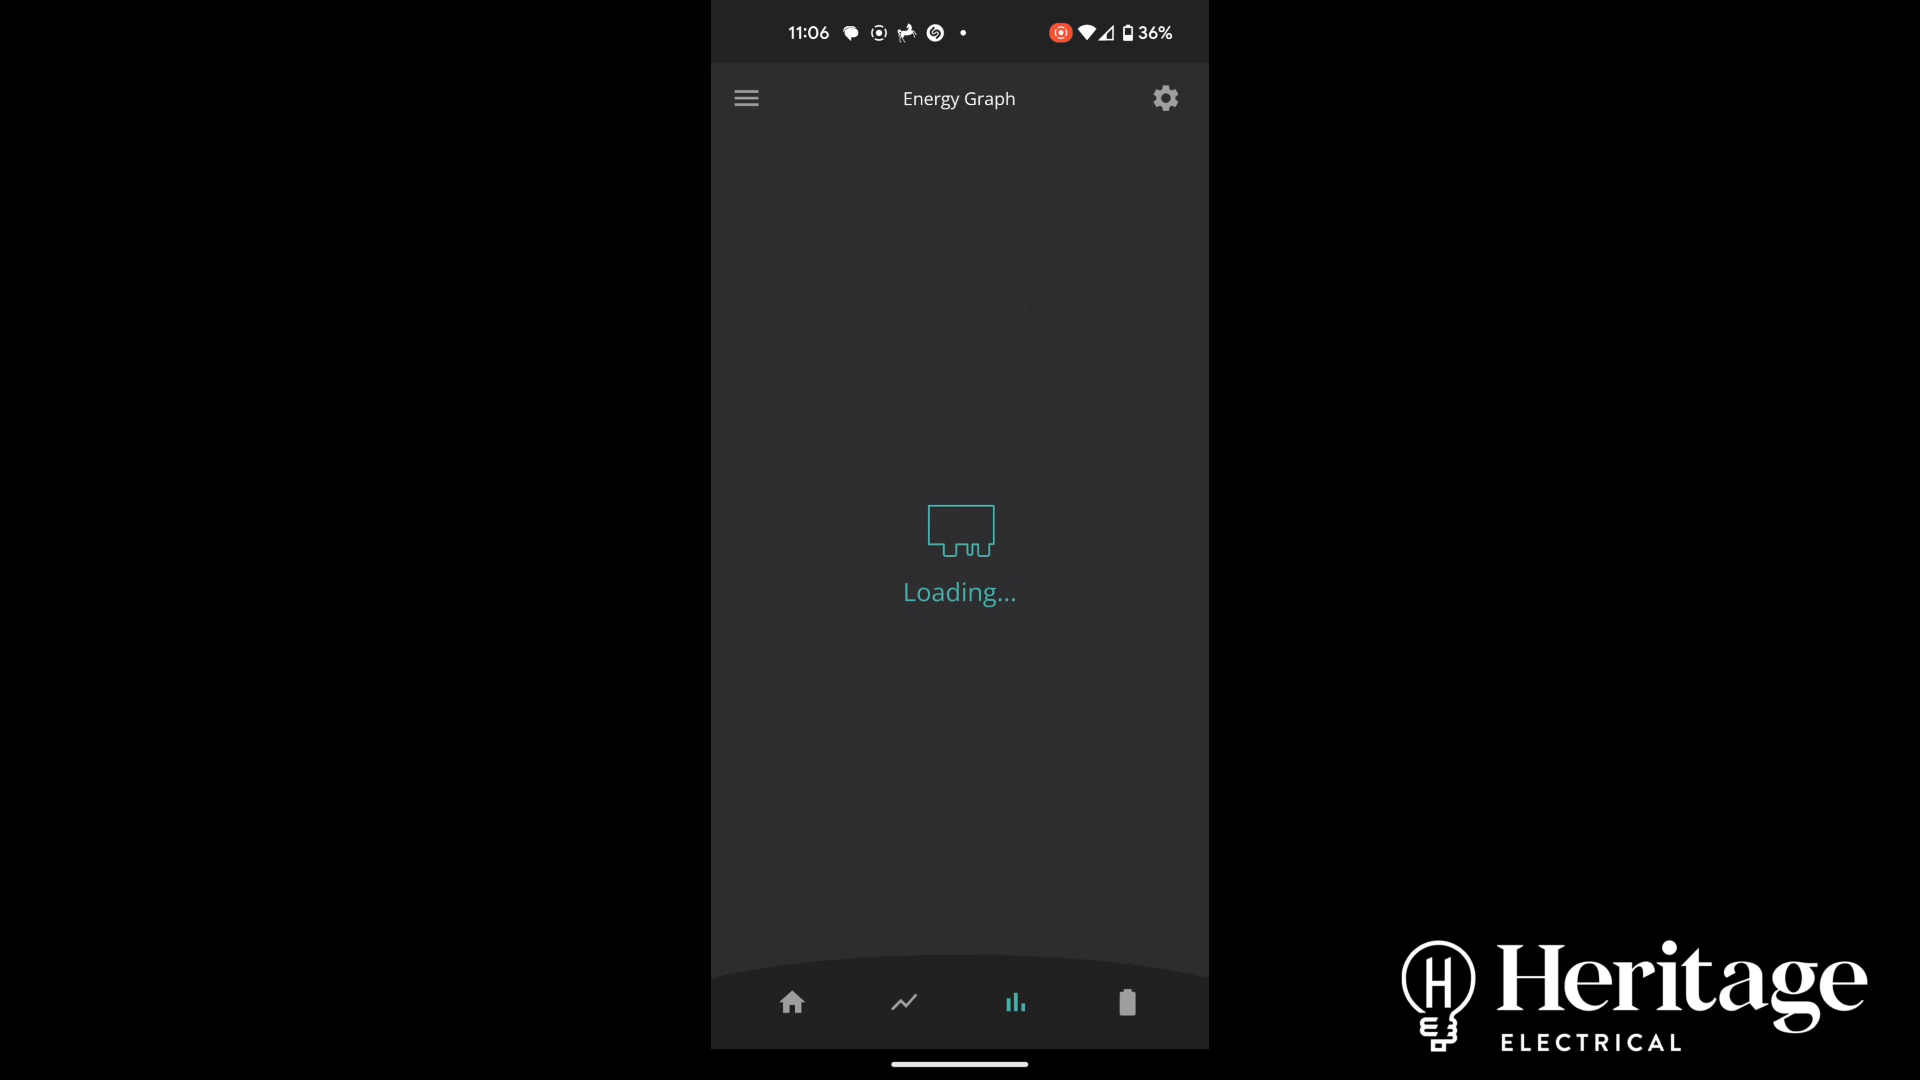 11:06
36%
Energy Graph
Loading...
Heritage
ELECTRICAL